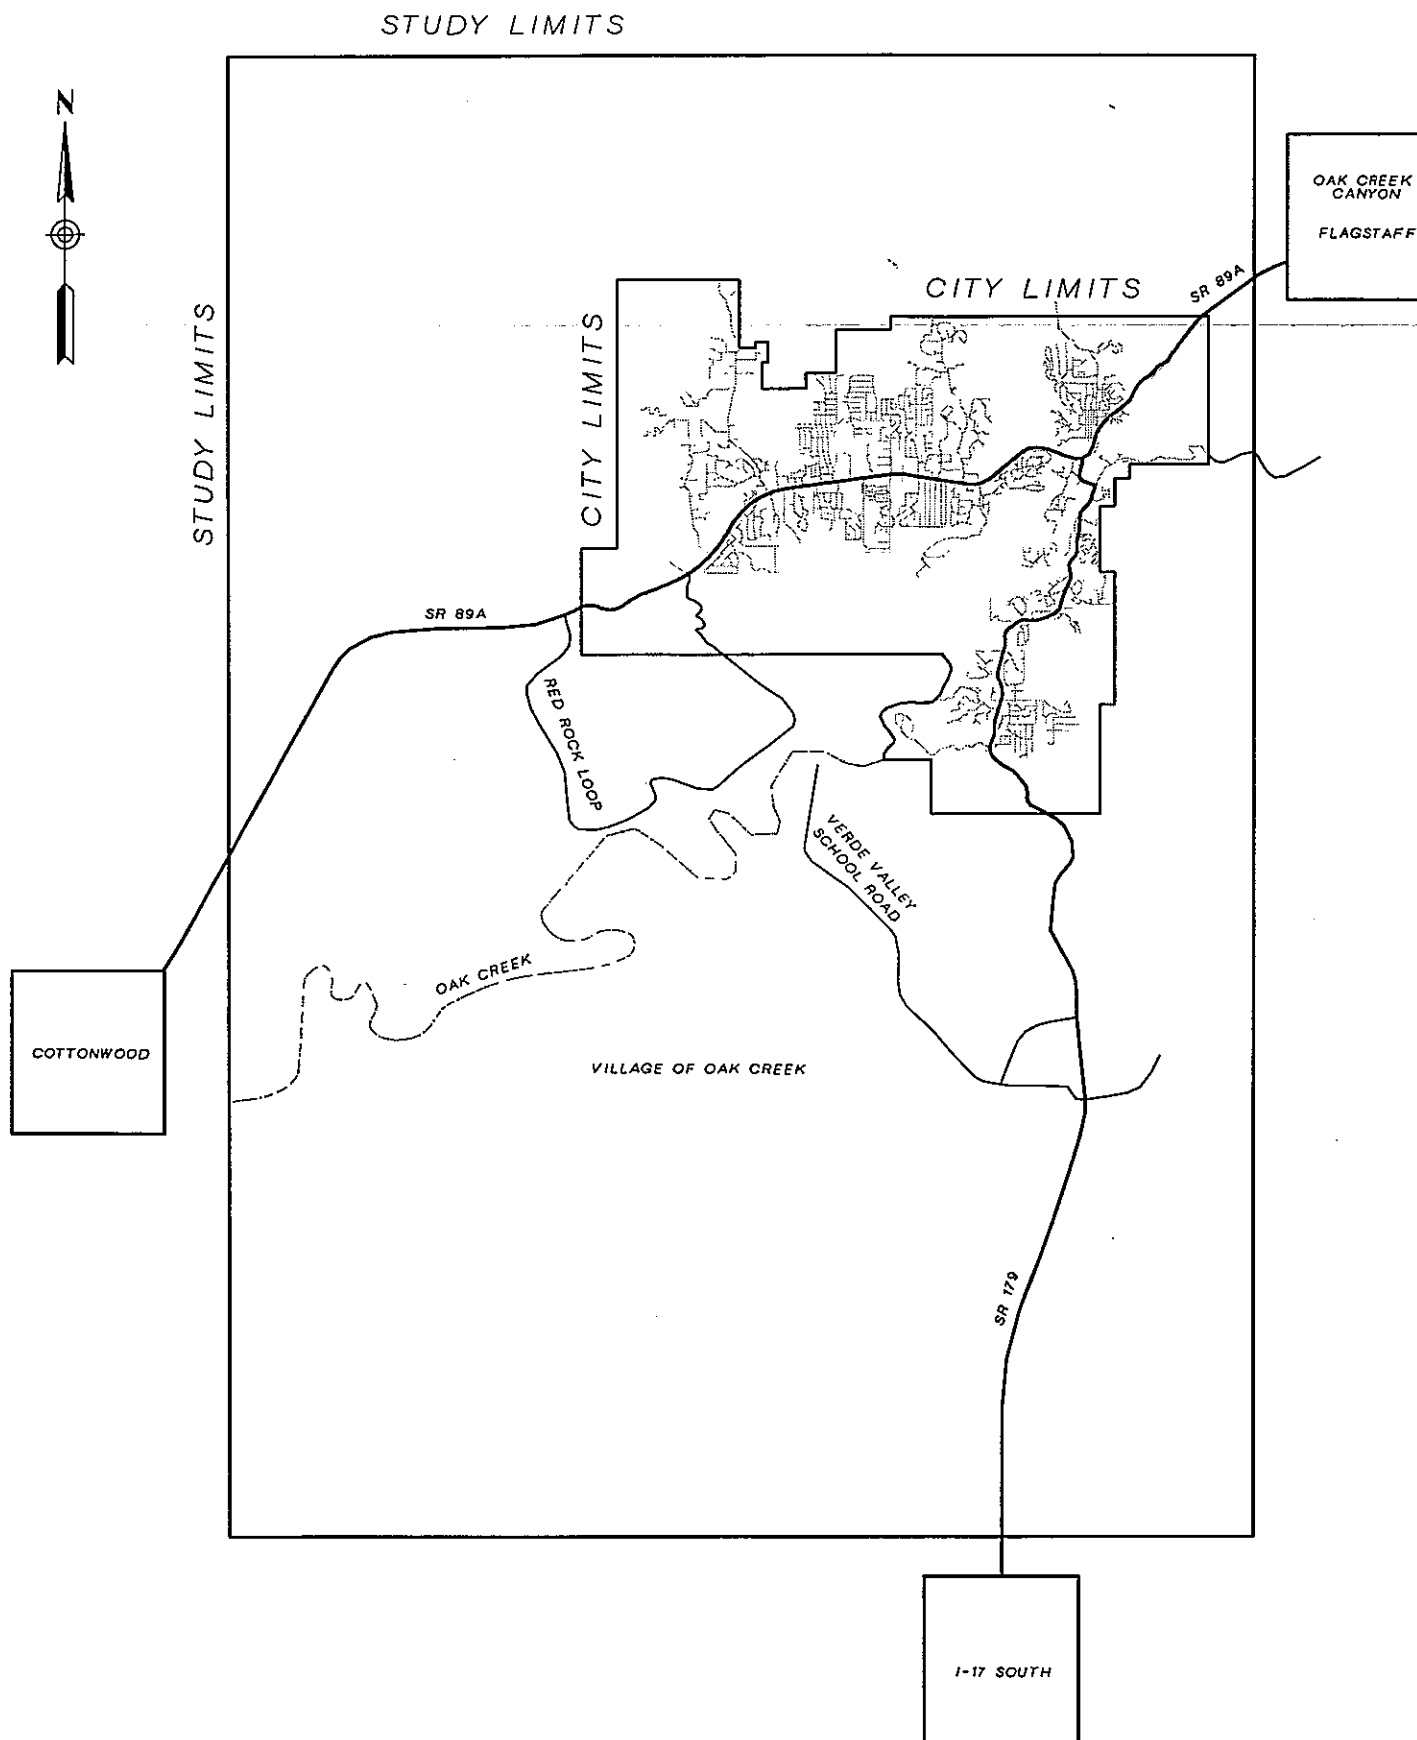 STUDY LIMITS
N
OAK CREEK
CANYON
FLAGSTAFF
SR 89A
CITY LIMITS
CITY LIMITS
STUDY LIMITS
SR 89A
RED ROCK LOOP
VERDE VALLEY
SCHOOL ROAD
OAK CREEK
COTTONWOOD
VILLAGE OF OAK CREEK
SR 179
I-17 SOUTH